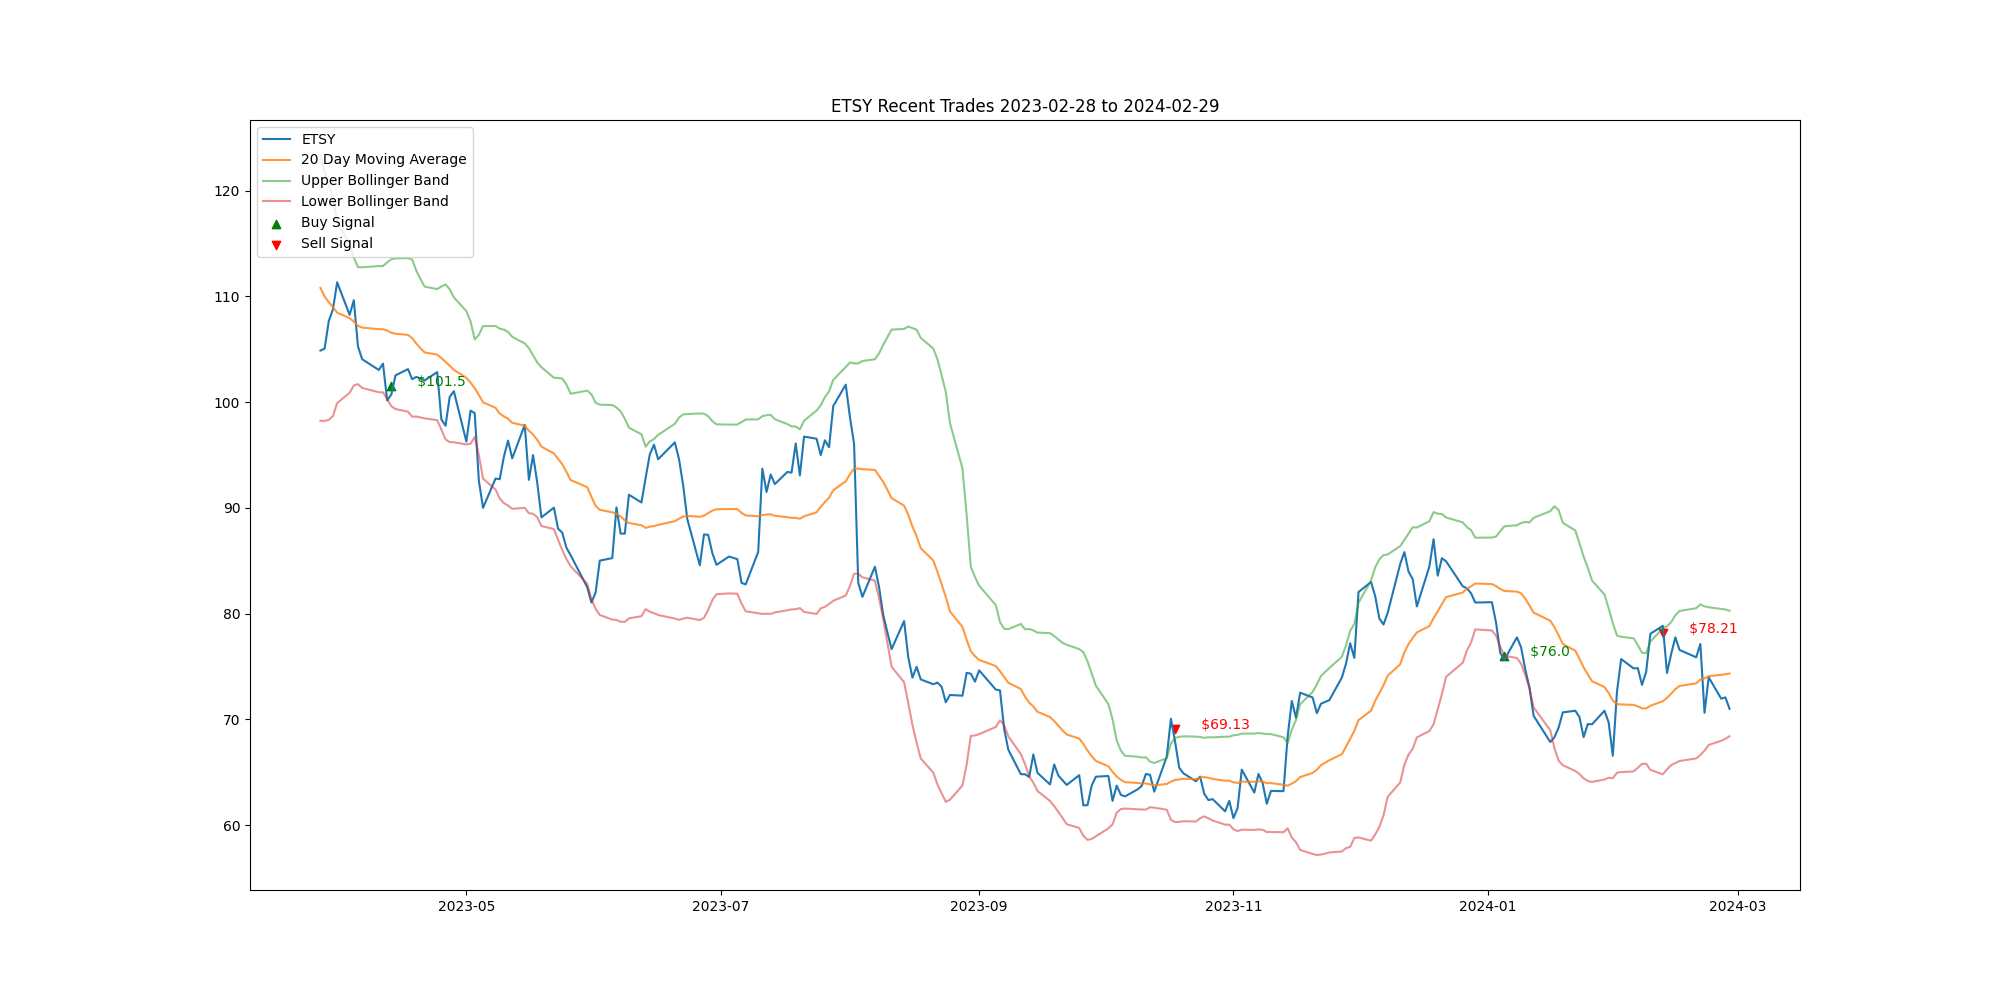 ETSY Recent Trades 2023-02-28 to 2024-02-29
ETSY
20 Day Moving Average
Upper Bollinger Band
Lower Bollinger Band
Buy Signal
Sell Signal
120
110
100
90
80
70
60
$101.5
$69.13
$76.0
$78.21
2023-05
2023-07
2023-09
2023-11
2024-01
2024-03